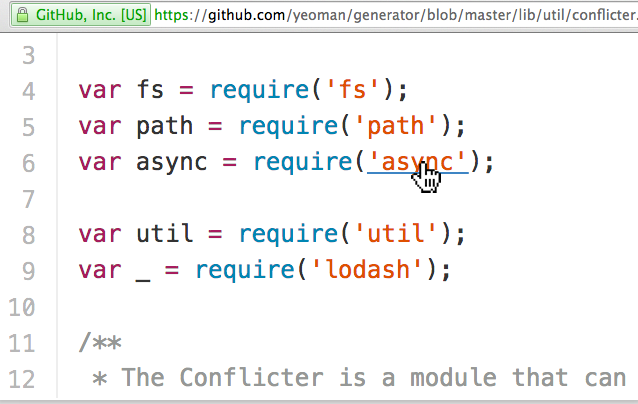 GitHub, Inc. [US] https://github.com/yeoman/generator/blob/master/lib/util/conflicter.
3
4 var fs = require('fs');
5 var path = require('path');
6 var async = require('async');
7
8 var util = require('util');
9 var _ = require('lodash');
10
11 /**
12 * The Conflicter is a module that can